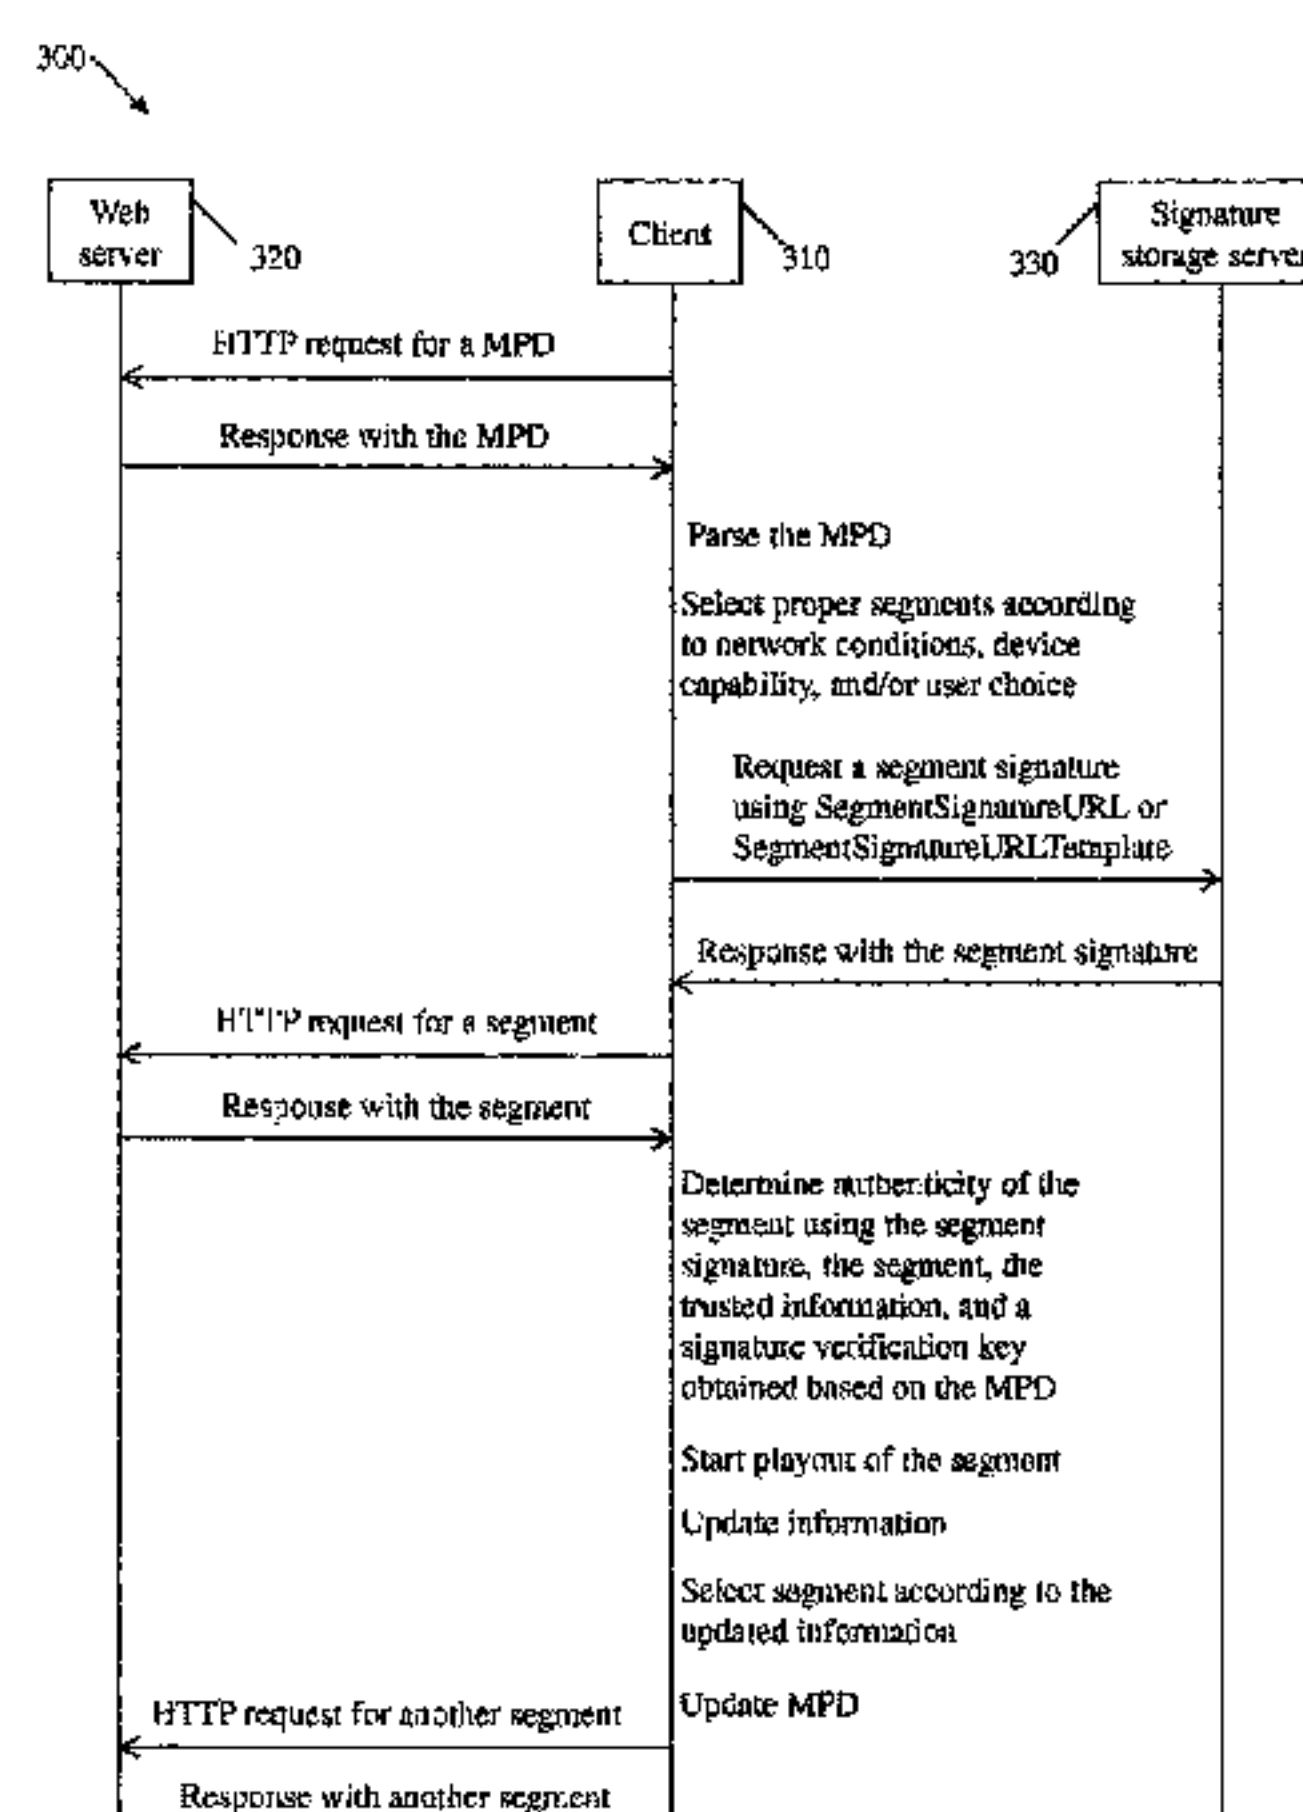 300
Web
server
320
Client
310
330
Signature
storage server
HTTP request for a MPD
Response with the MPD
Parse the MPD
Select proper segments according
to network conditions, device
capability, and/or user choice
Request a segment signature
using SegmentSignatureURL or
SegmentSignatureURLTemplate
Response with the segment signature
HTTP request for a segment
Response with the segment
Determine authenticity of the
segment using the segment
signature, the segment, the
trusted information, and a
signature verification key
obtained based on the MPD
Start playout of the segment
Update information
Select segment according to the
updated information
Update MPD
HTTP request for another segment
Response with another segment